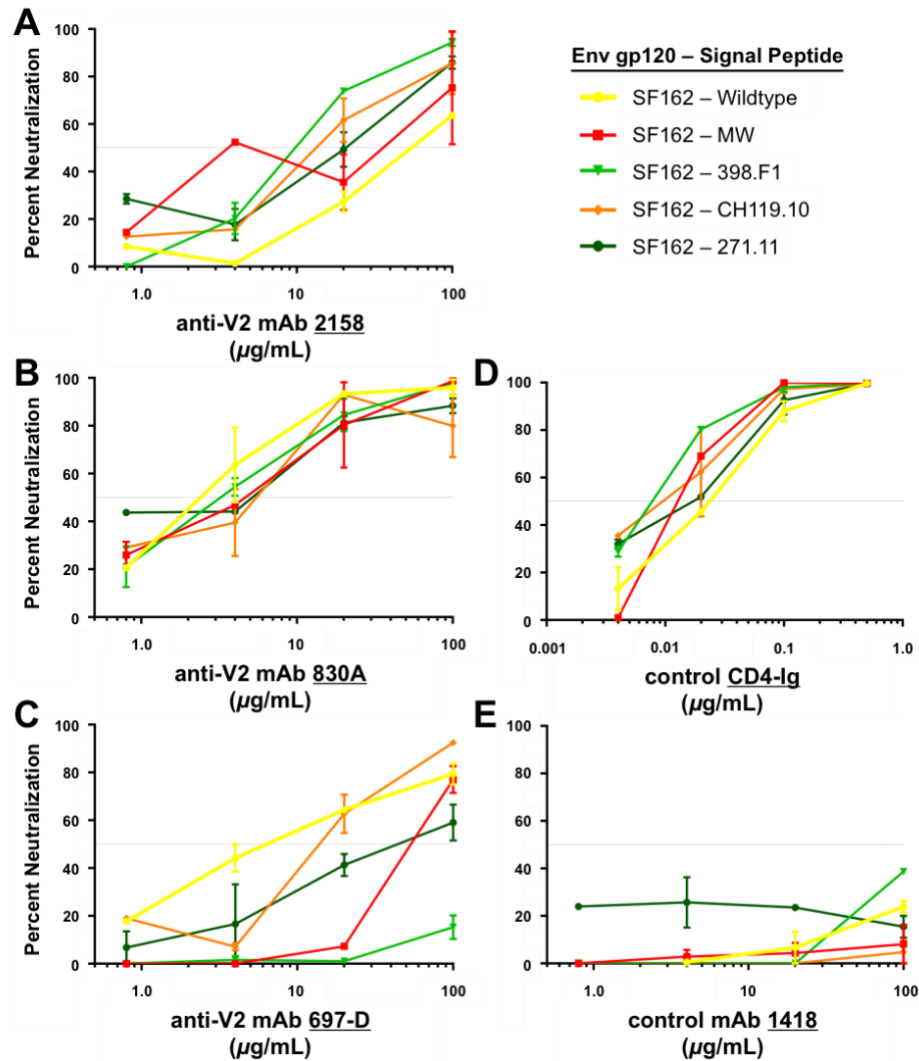 A
Percent Neutralization
100
80
60
40
20
0
1.0
10
100
anti-V2 mAb 2158
(µg/mL)
Env gp120 – Signal Peptide
SF162 – Wildtype
SF162 – MW
SF162 – 398.F1
SF162 – CH119.10
SF162 – 271.11
B
Percent Neutralization
100
80
60
40
20
0
1.0
10
100
anti-V2 mAb 830A
(µg/mL)
D
100
80
60
40
20
0
0.001
0.01
0.1
1.0
control CD4-Ig
(µg/mL)
C
Percent Neutralization
100
80
60
40
20
0
1.0
10
100
anti-V2 mAb 697-D
(µg/mL)
E
100
80
60
40
20
0
1.0
10
100
control mAb 1418
(µg/mL)